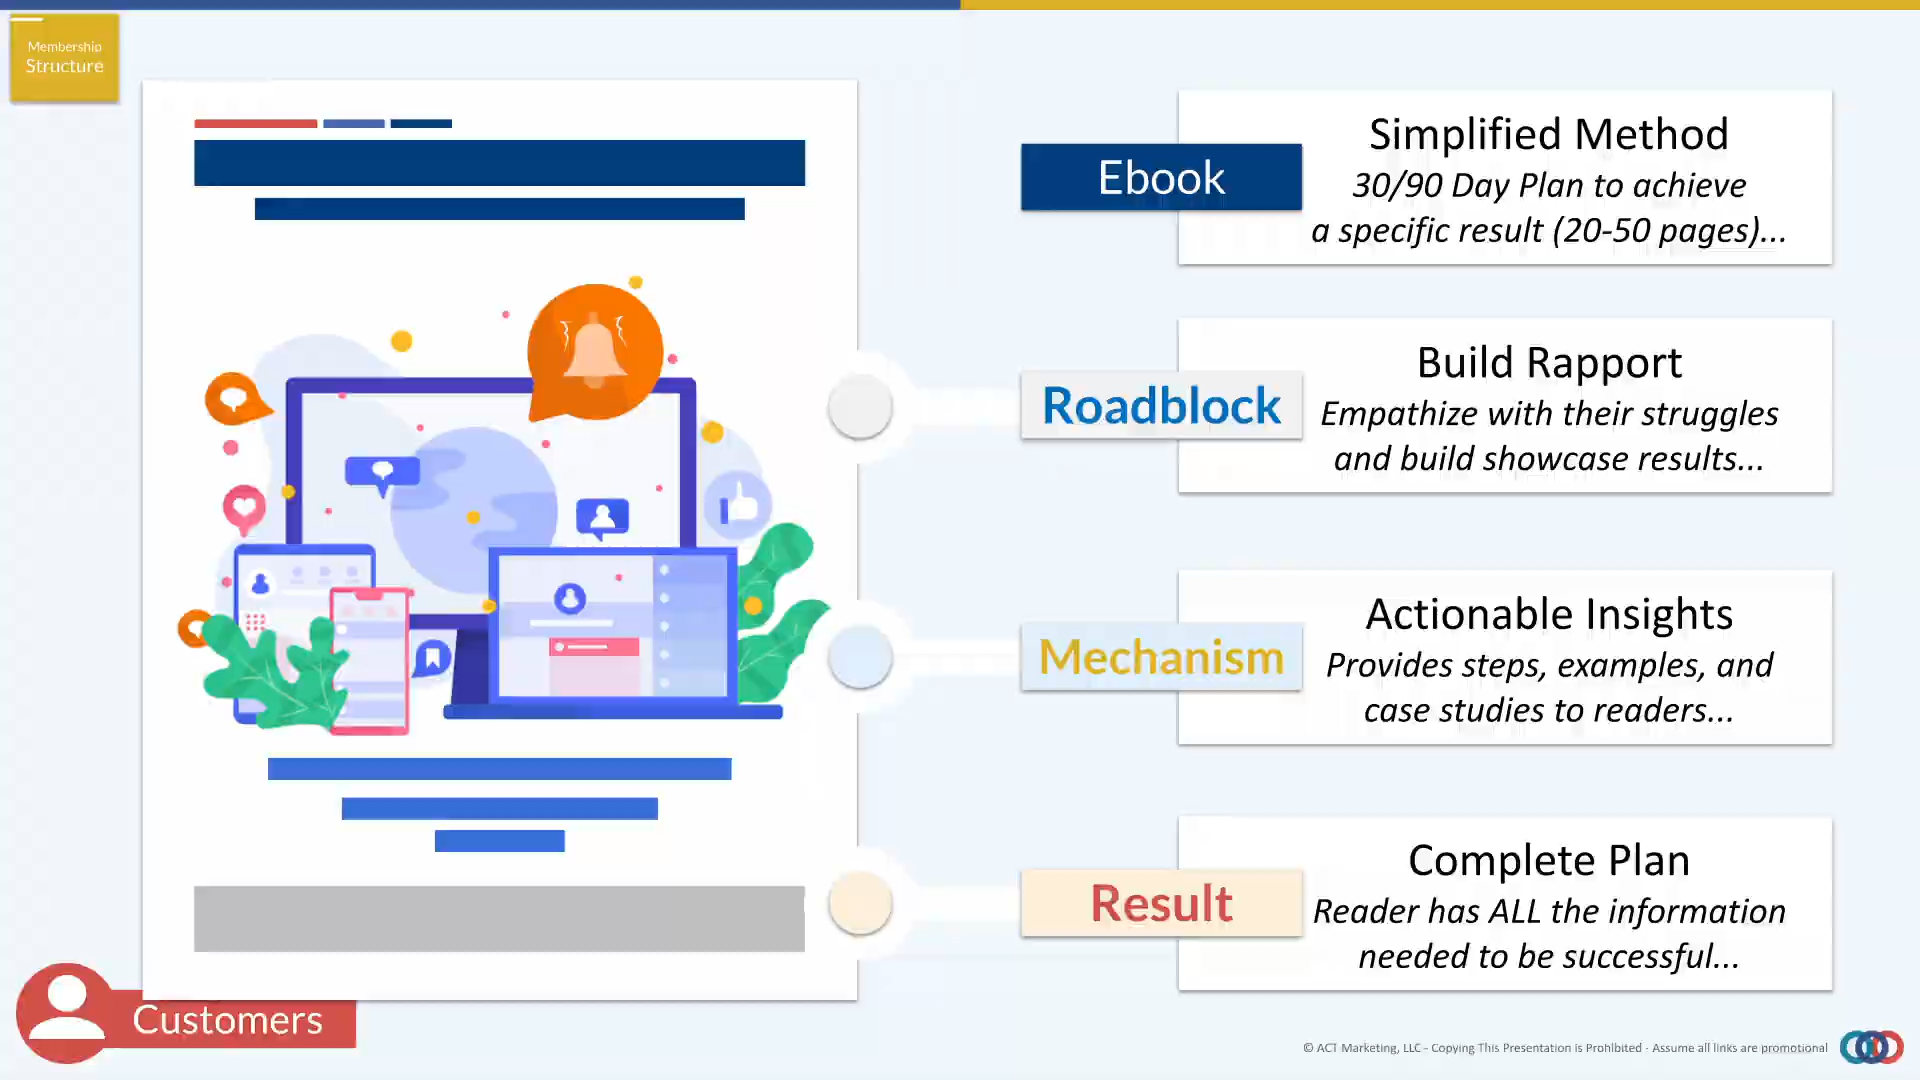 Membership
Structure
Ebook
Simplified Method
30/90 Day Plan to achieve
a specific result (20-50 pages)...
Roadblock
Build Rapport
Empathize with their struggles
and build showcase results...
Mechanism
Actionable Insights
Provides steps, examples, and
case studies to readers...
Result
Complete Plan
Reader has ALL the information
needed to be successful...
Customers
© ACT Marketing, LLC - Copying This Presentation is Prohibited - Assume all links are promotional